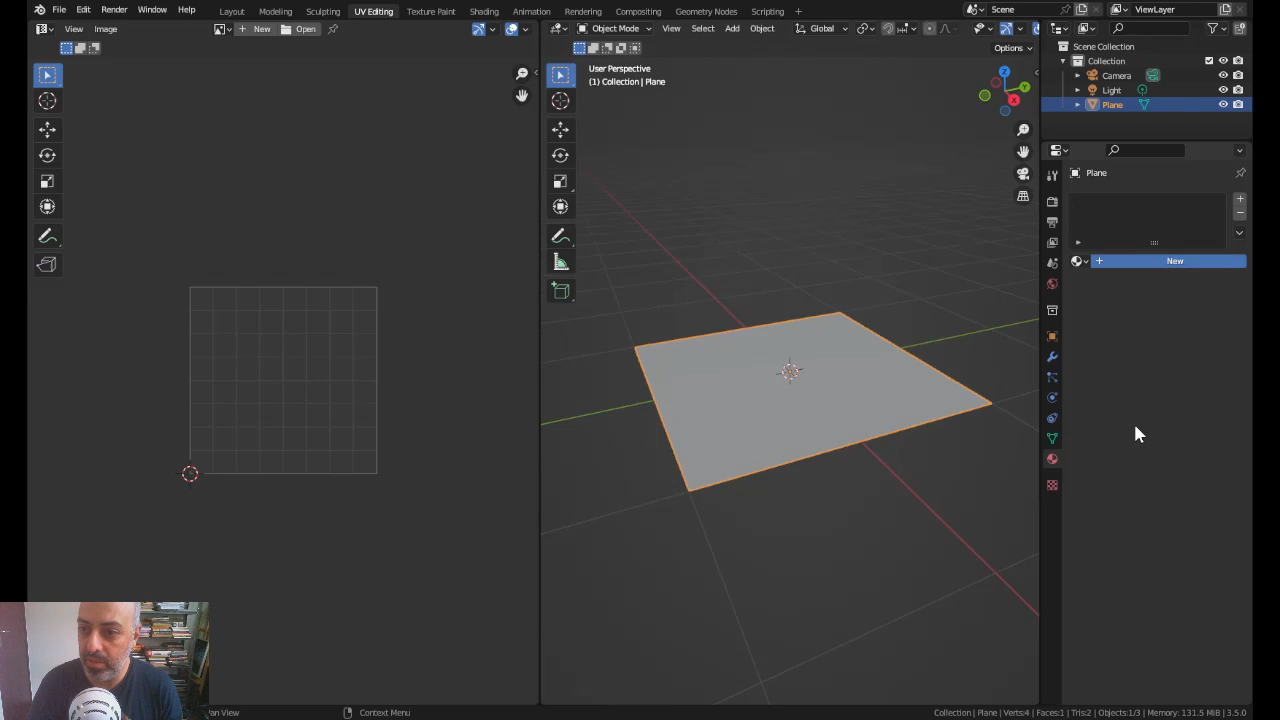 File Edit Render Window Help
Layout Modeling Sculpting UV Editing Texture Paint Shading Animation Rendering Compositing Geometry Nodes Scripting +
Scene
ViewLayer
View Image
New
Open
Object Mode
View Select Add Object
Global
Options
User Perspective
(1) Collection | Plane
Z
Y
X
Scene Collection
Collection
Camera
Light
Plane
Plane
New
Pan View
Context Menu
Collection | Plane | Verts:4 | Faces:1 | Tris:2 | Objects:1/3 | Memory: 131.5 MiB | 3.5.0